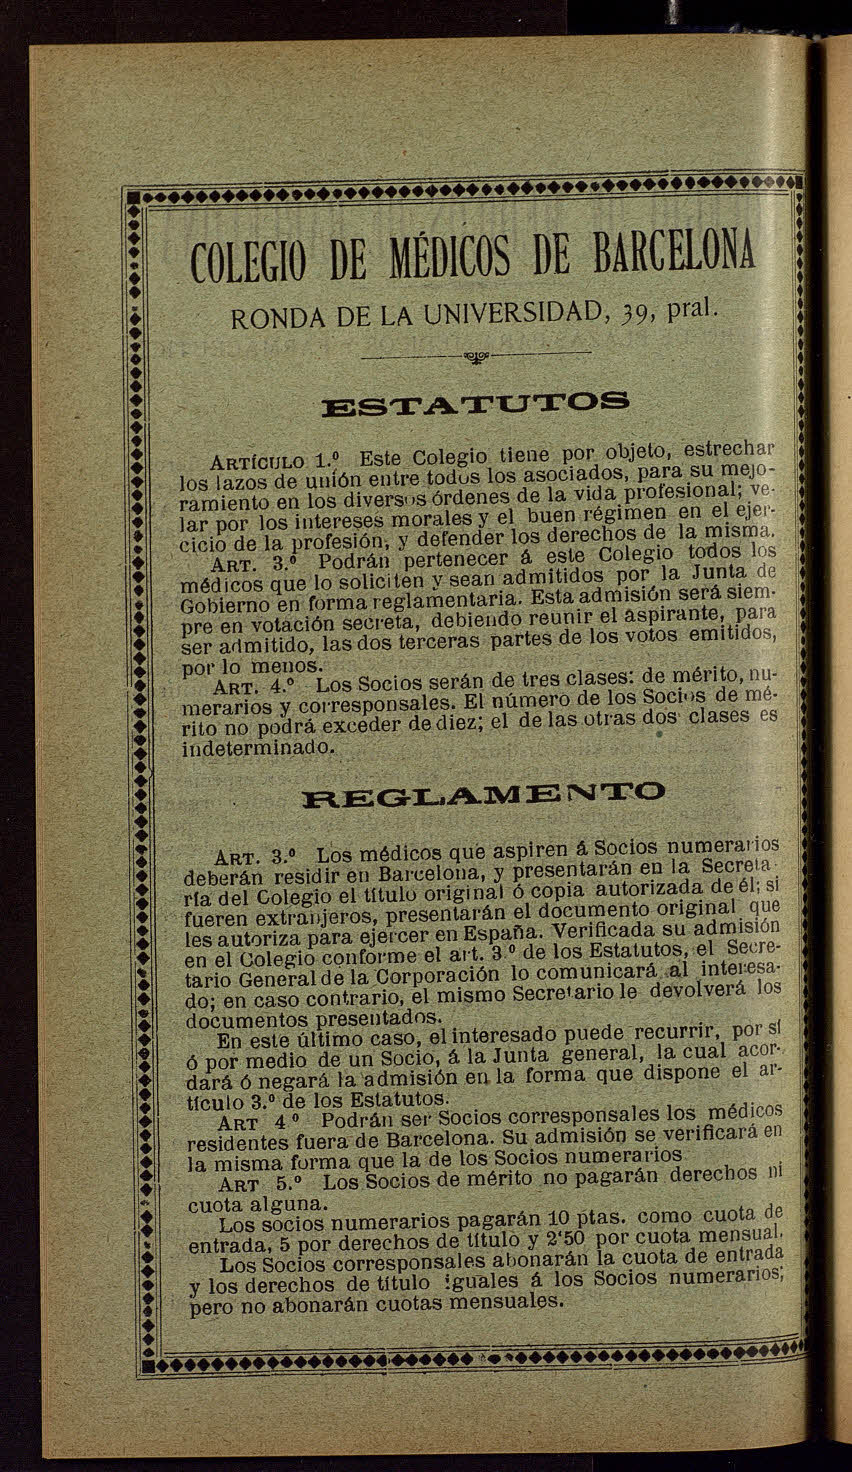 COLEGIO DE MÉDICOS DE BARCELONA
RONDA DE LA UNIVERSIDAD, 39, pral.
ESTATUTOS
ARTÍCULO 1.º Este Colegio tiene por objeto, estrechar
los lazos de unión entre todos los asociados, para su mejo-
ramiento en los diversos órdenes de la vida profesional; ve-
lar por los intereses morales y el buen régimen en el ejer-
cicio de la profesión, y defender los derechos de la misma.
ART. 3.º Podrán pertenecer á este Colegio todos los
médicos que lo soliciten y sean admitidos por la Junta de
Gobierno en forma reglamentaria. Esta admisión será siem-
pre en votación secreta, debiendo reunir el aspirante, para
ser admitido, las dos terceras partes de los votos emitidos,
por lo menos.
ART. 4.º Los Socios serán de tres clases: de mérito, nu-
merarios y corresponsales. El número de los Socios de mé-
rito no podrá exceder de diez; el de las otras dos clases es
indeterminado.
REGLAMENTO
ART. 3.º Los médicos que aspiren á Socios numerarios
deberán residir en Barcelona, y presentarán en la Secreta-
ría del Colegio el título original ó copia autorizada de él; si
fueren extranjeros, presentarán el documento original que
les autoriza para ejercer en España. Verificada su admisión
en el Colegio conforme el art. 3.º de los Estatutos, el Secre-
tario General de la Corporación lo comunicará al interesa-
do; en caso contrario, el mismo Secretario le devolverá los
documentos presentados.
En este último caso, el interesado puede recurrir, por sí
ó por medio de un Socio, á la Junta general, la cual acor-
dará ó negará la admisión en la forma que dispone el ar-
tículo 3.º de los Estatutos.
ART 4º Podrán ser Socios corresponsales los médicos
residentes fuera de Barcelona. Su admisión se verificará en
la misma forma que la de los Socios numerarios
ART 5.º Los Socios de mérito no pagarán derechos ni
cuota alguna.
Los socios numerarios pagarán 10 ptas. como cuota de
entrada, 5 por derechos de título y 2'50 por cuota mensual.
Los Socios corresponsales abonarán la cuota de entrada
y los derechos de título iguales á los Socios numerarios,
pero no abonarán cuotas mensuales.